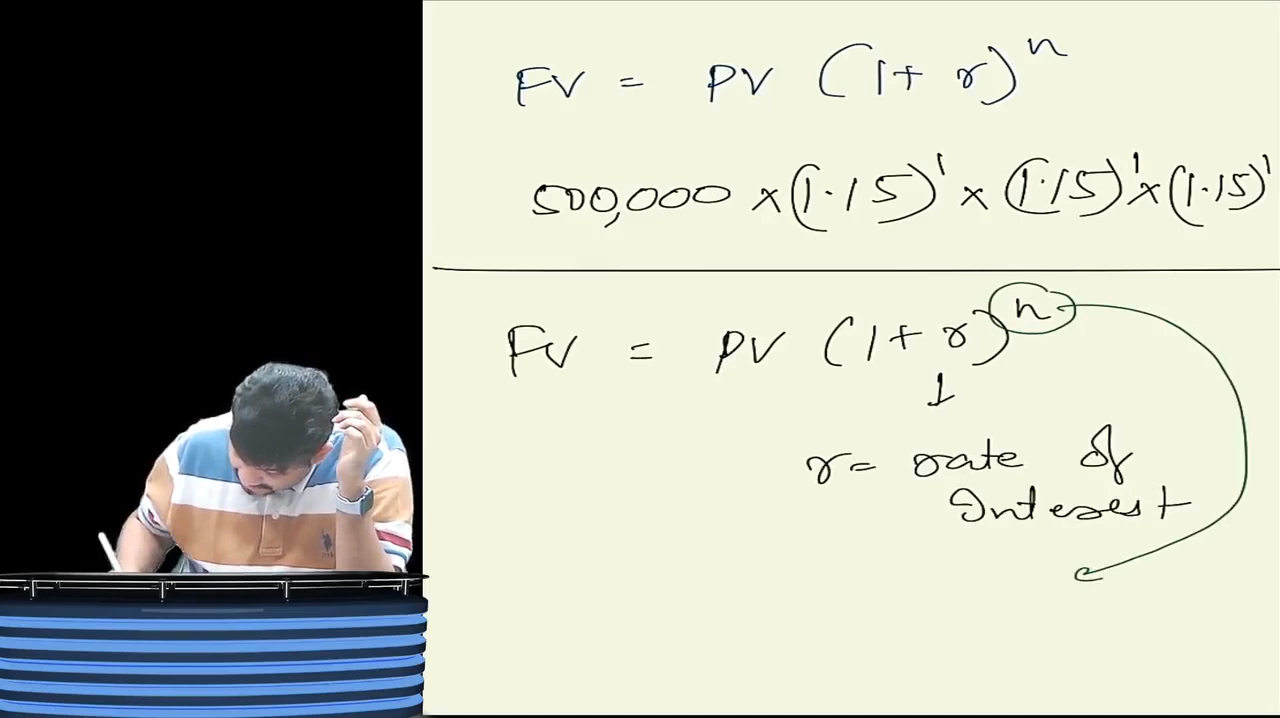 FV = PV (1+ r)^n
500,000 × (1.15)^1 × (1.15)^1 × (1.15)^1
FV = PV (1+ r)^n
r = rate of
Interest